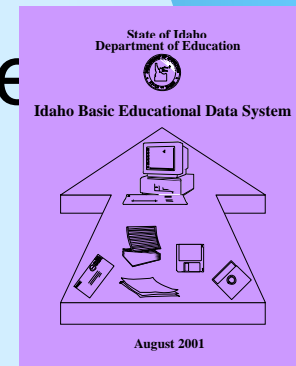 State of Idaho
Department of Education
Idaho Basic Educational Data System
August 2001